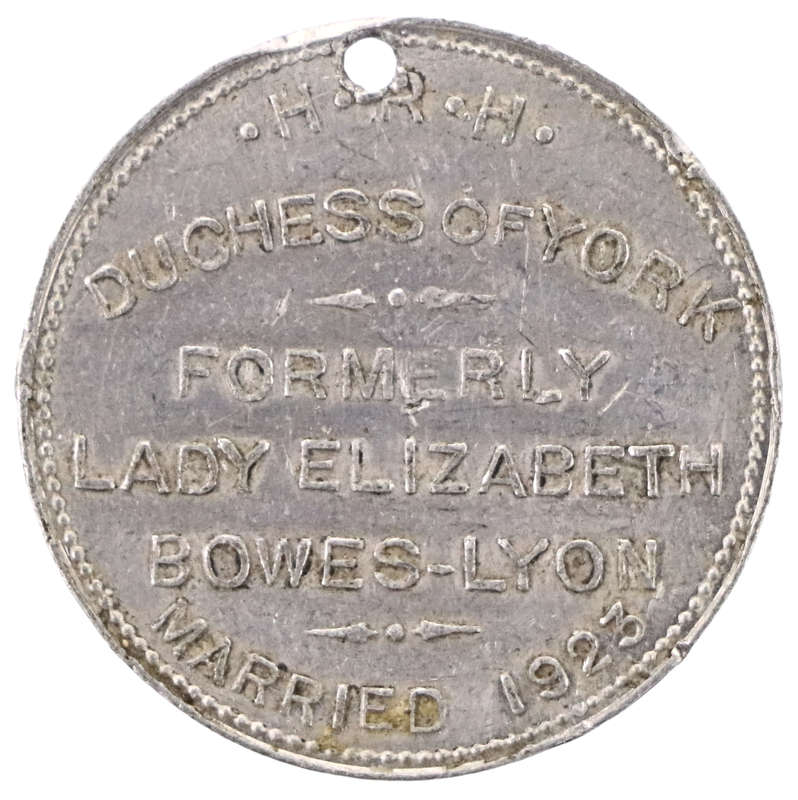 ·H·R·H·
DUCHESS OF YORK
FORMERLY
LADY ELIZABETH
BOWES-LYON
MARRIED 1923